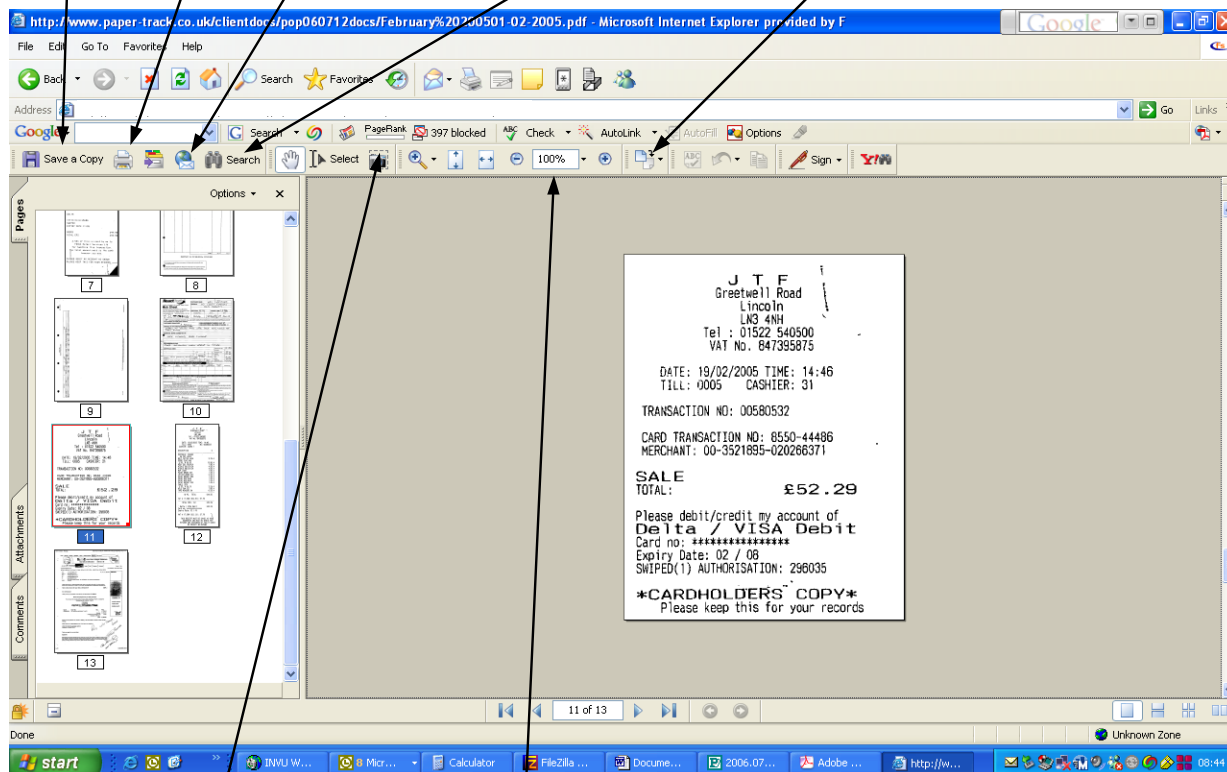 http://www.paper-track.co.uk/clientdocs/pop060712docs/February%20200501-02-2005.pdf - Microsoft Internet Explorer provided by F
Google
File Edit Go To Favorites Help
Back Search Favorites
Address Go Links
Google Search PageRank 397 blocked ABC Check AutoLink AutoFill Options
Save a Copy Search Select 100% Sign Y!
Options x
Pages
7 8
9 10
11 12
13
Attachments
Comments
J T F
Greetwell Road
Lincoln
LN3 4NH
Tel : 01522 540500
VAT No. 847395875
DATE: 19/02/2005 TIME: 14:46
TILL: 0005 CASHIER: 31
TRANSACTION NO: 00580532
CARD TRANSACTION NO: 8550-44486
MERCHANT: 00-3521895-020266371
SALE
TOTAL: £52.29
Please debit/credit my account of
Delta / VISA Debit
Card no: ****************
Expiry Date: 02 / 08
SWIPED(1) AUTHORISATION: 296035
*CARDHOLDERS COPY*
Please keep this for your records
11 of 13
Done Unknown Zone
start INVU W... 8 Micr... Calculator FileZilla ... Docume... 2006.07... Adobe ... http://w... 08:44